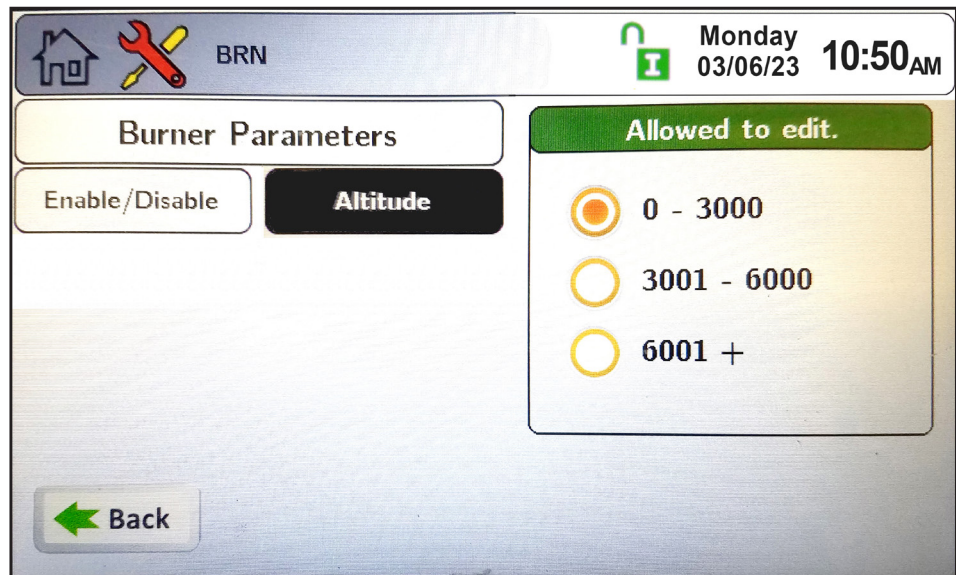 BRN
I
Monday
03/06/23
10:50AM
Burner Parameters
Allowed to edit.
Enable/Disable
Altitude
0 - 3000
3001 - 6000
6001 +
Back